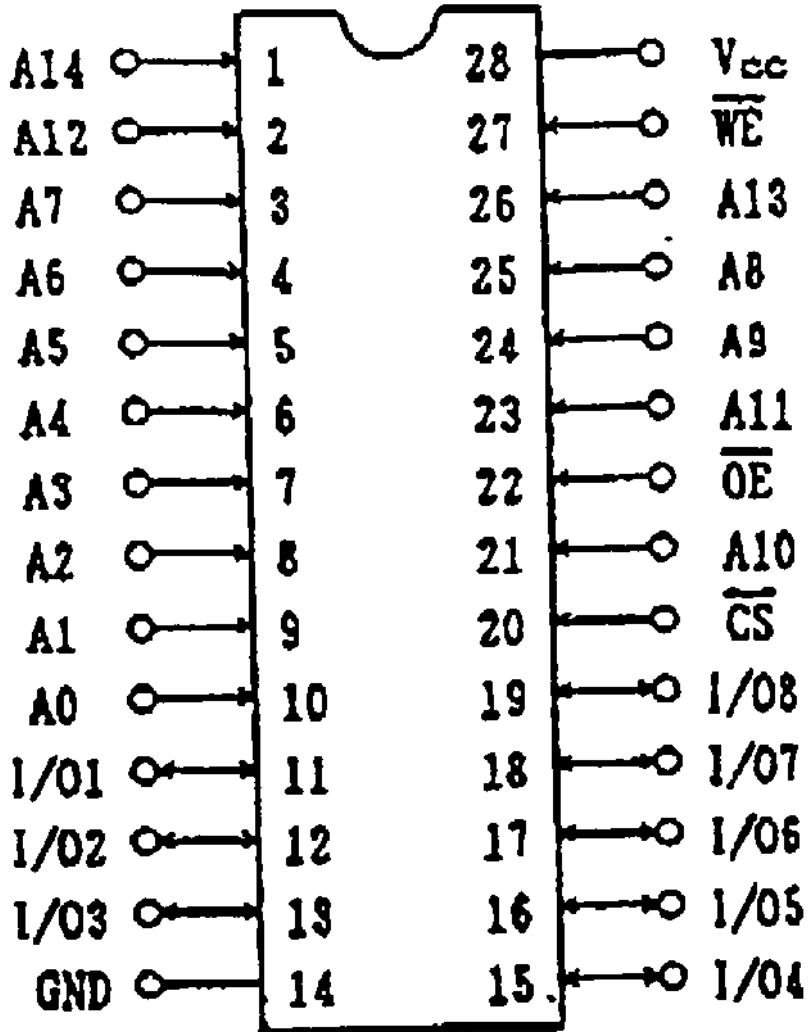 A14 1 28 Vcc
A12 2 27 WE
A7 3 26 A13
A6 4 25 A8
A5 5 24 A9
A4 6 23 A11
A3 7 22 OE
A2 8 21 A10
A1 9 20 CS
A0 10 19 I/O8
I/O1 11 18 I/O7
I/O2 12 17 I/O6
I/O3 13 16 I/O5
GND 14 15 I/O4